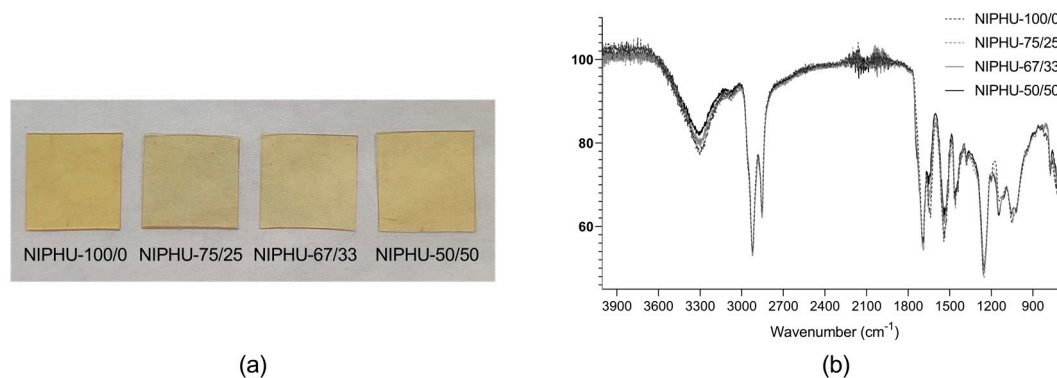 NIPHU-100/0 NIPHU-75/25 NIPHU-67/33 NIPHU-50/50
(a)
NIPHU-100/0
NIPHU-75/25
NIPHU-67/33
NIPHU-50/50
100
80
60
3900 3600 3300 3000 2700 2400 2100 1800 1500 1200 900
Wavenumber (cm⁻¹)
(b)